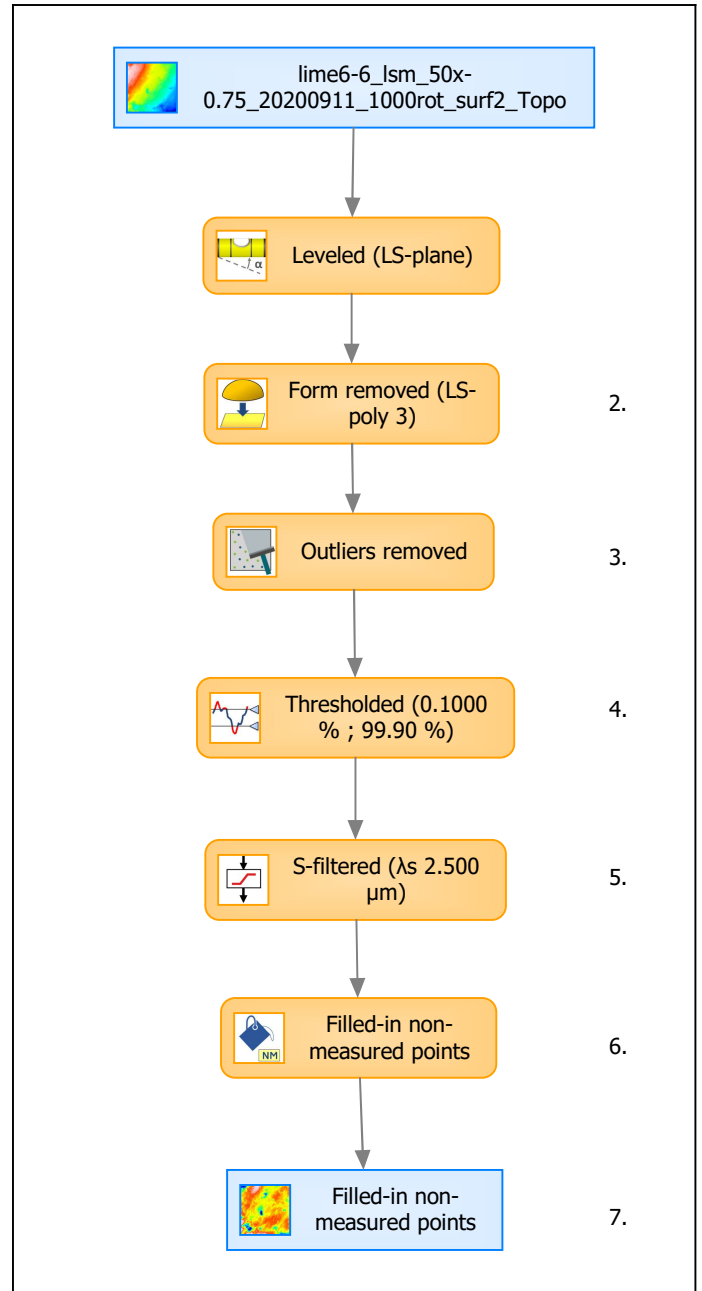 lime6-6_lsm_50x-
0.75_20200911_1000rot_surf2_Topo
α
Leveled (LS-plane)
Form removed (LS-
poly 3)
2.
Outliers removed
3.
Thresholded (0.1000
% ; 99.90 %)
4.
S-filtered (λs 2.500
µm)
5.
NM
Filled-in non-
measured points
6.
Filled-in non-
measured points
7.